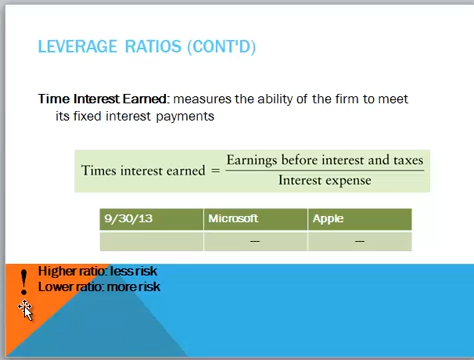 LEVERAGE RATIOS (CONT'D)
Time Interest Earned: measures the ability of the firm to meet
its fixed interest payments
Times interest earned = Earnings before interest and taxes
Interest expense
9/30/13 Microsoft Apple
— —
! Higher ratio: less risk
Lower ratio: more risk